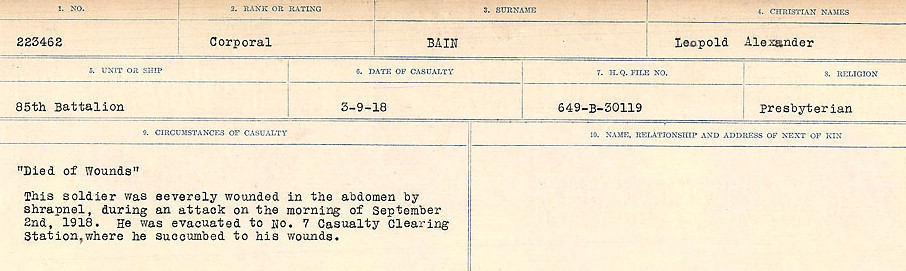 1. NO. 2. RANK OR RATING 3. SURNAME 4. CHRISTIAN NAMES
223462 Corporal BAIN Leopold Alexander
5. UNIT OR SHIP 6. DATE OF CASUALTY 7. H.Q. FILE NO. 8. RELIGION
85th Battalion 3-9-18 649-B-30119 Presbyterian
9. CIRCUMSTANCES OF CASUALTY 10. NAME, RELATIONSHIP AND ADDRESS OF NEXT OF KIN
"Died of Wounds"
This soldier was severely wounded in the abdomen by
shrapnel, during an attack on the morning of September
2nd, 1918. He was evacuated to No. 7 Casualty Clearing
Station,where he succumbed to his wounds.